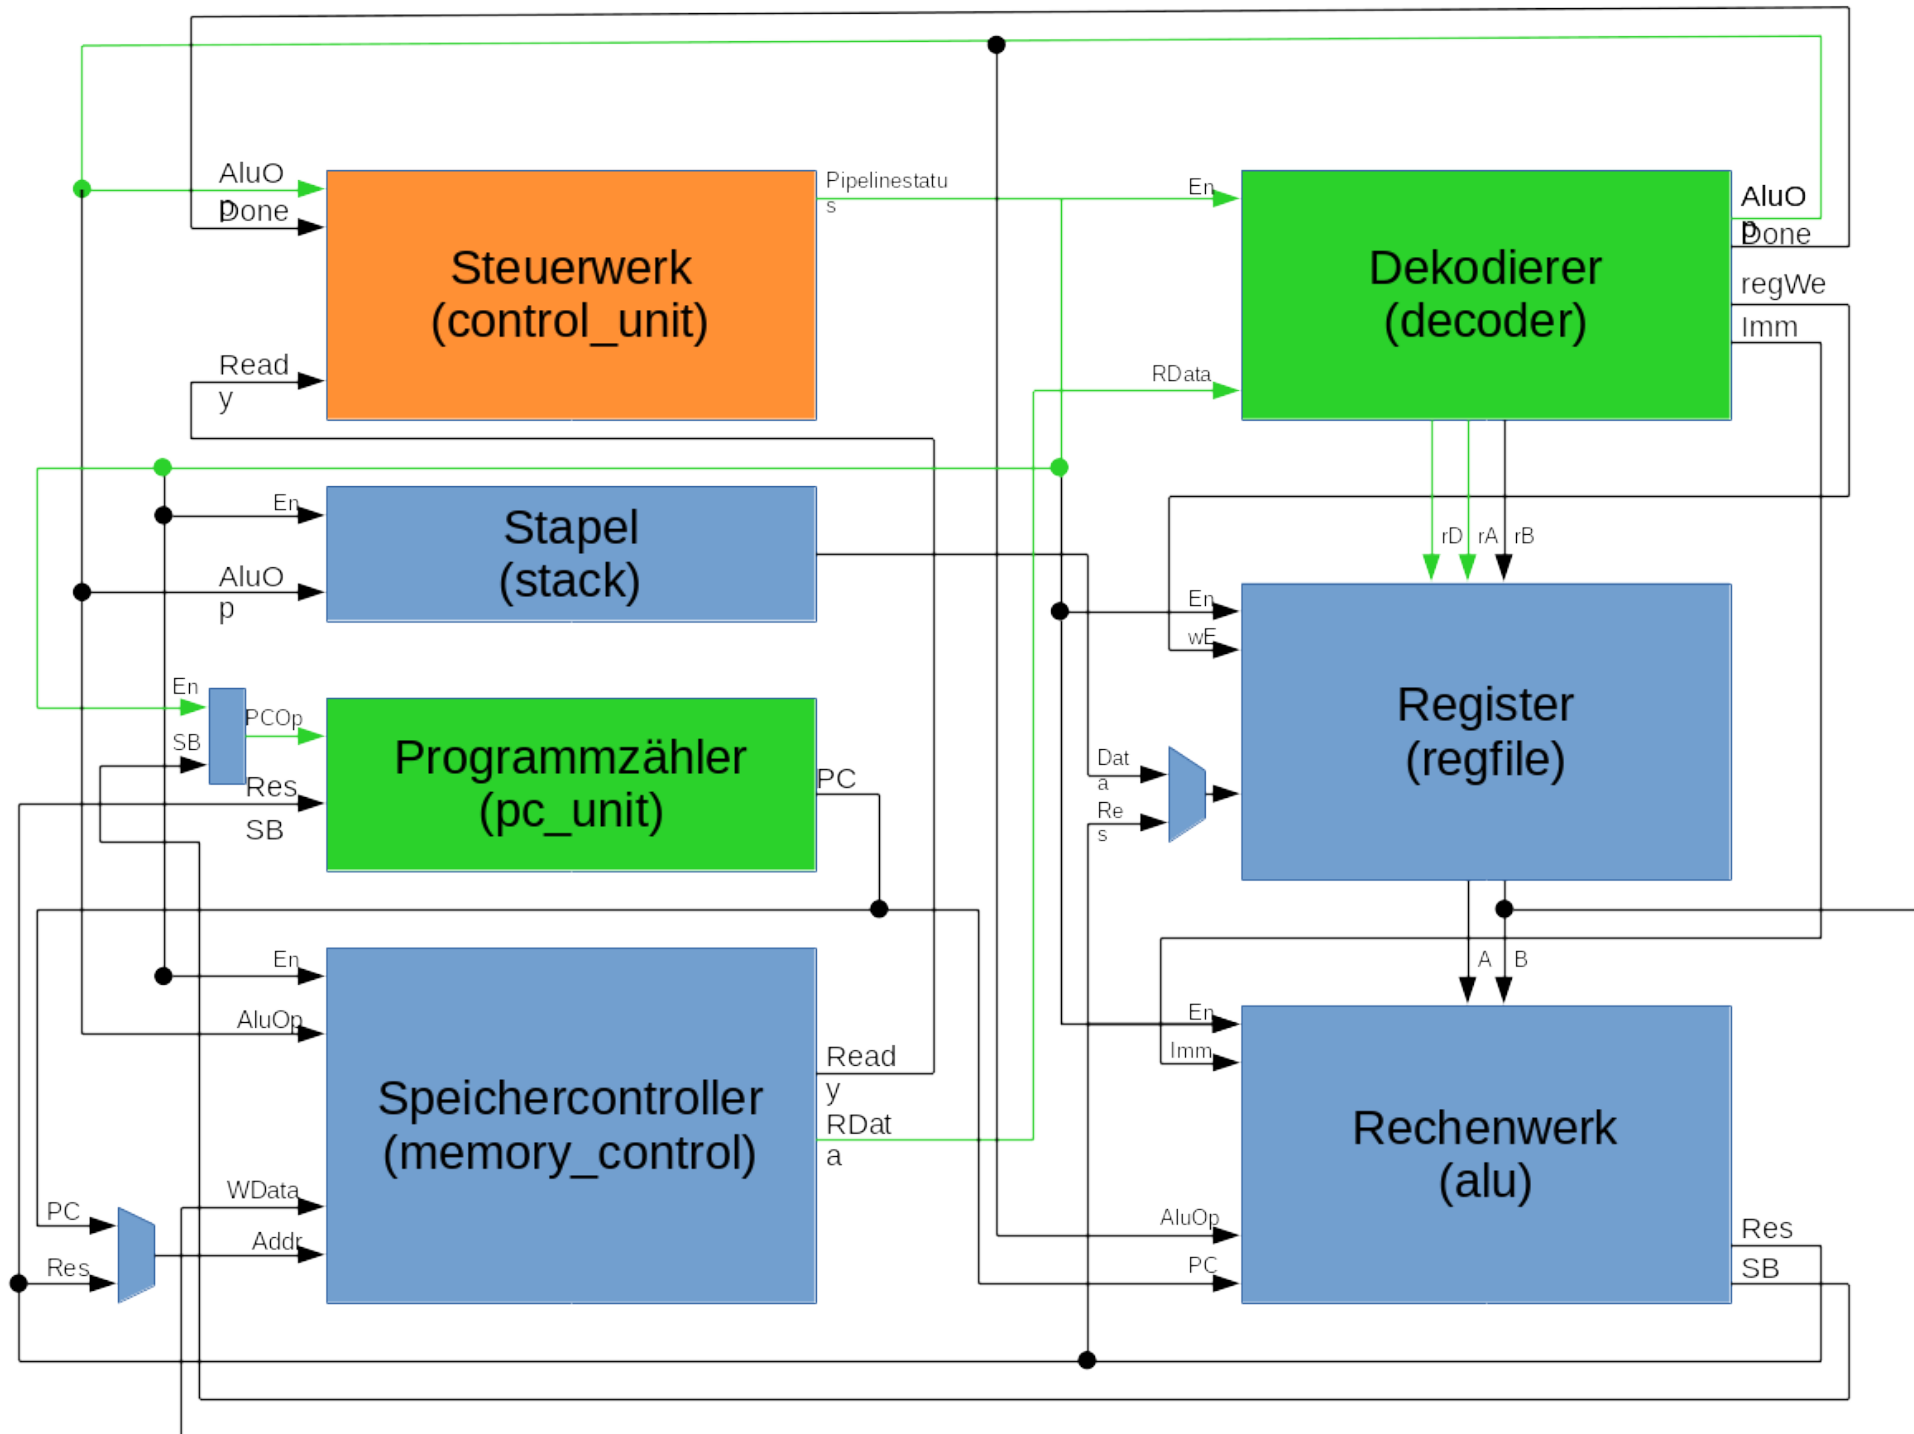 AluO
p
Done
Read
y
Steuerwerk
(control_unit)
Pipelinestatu
s
En
RData
Dekodierer
(decoder)
AluO
p
Done
regWe
Imm
En
AluO
p
Stapel
(stack)
rD
rA
rB
En
wE
Dat
a
Re
s
Register
(regfile)
En
SB
PCOp
Res
SB
Programmzähler
(pc_unit)
PC
A
B
En
AluOp
WData
Addr
PC
Res
Speichercontroller
(memory_control)
Read
y
RDat
a
En
Imm
AluOp
PC
Rechenwerk
(alu)
Res
SB